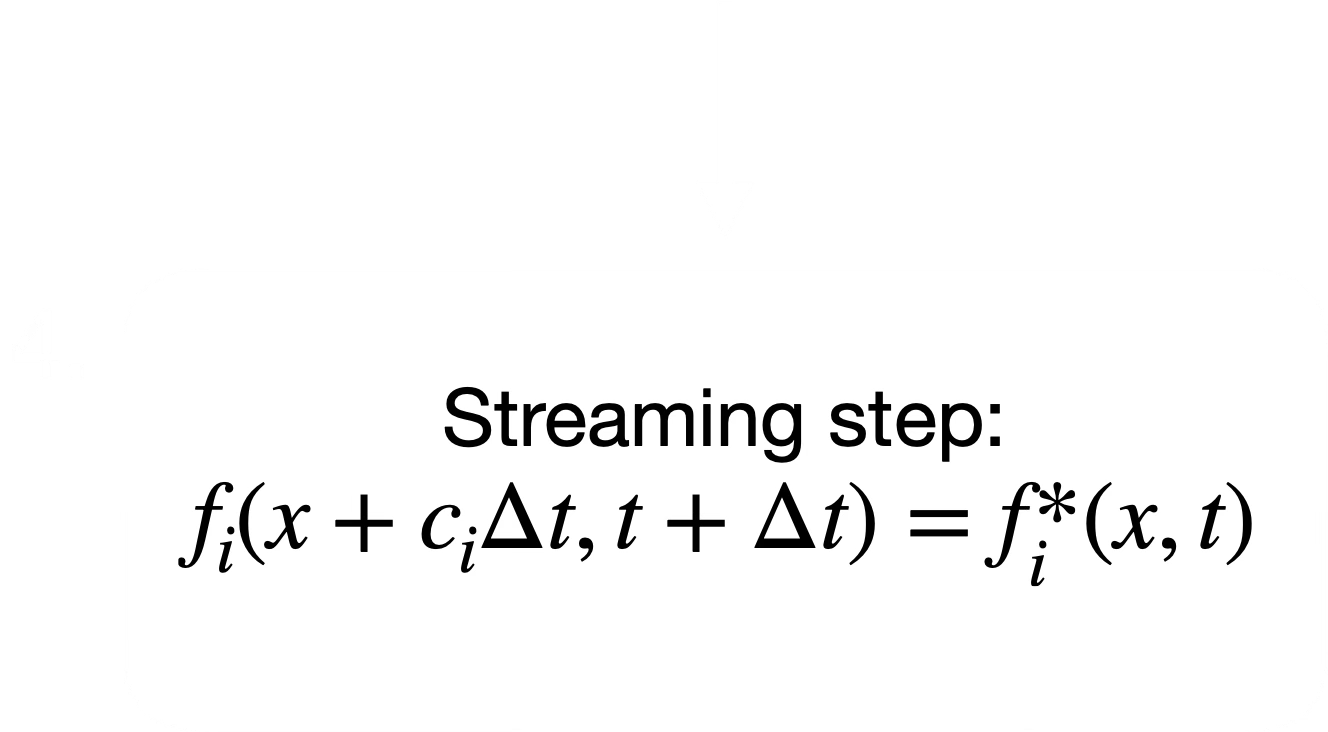 Streaming step:
fᵢ(x + cᵢΔt, t + Δt) = fᵢ*(x, t)